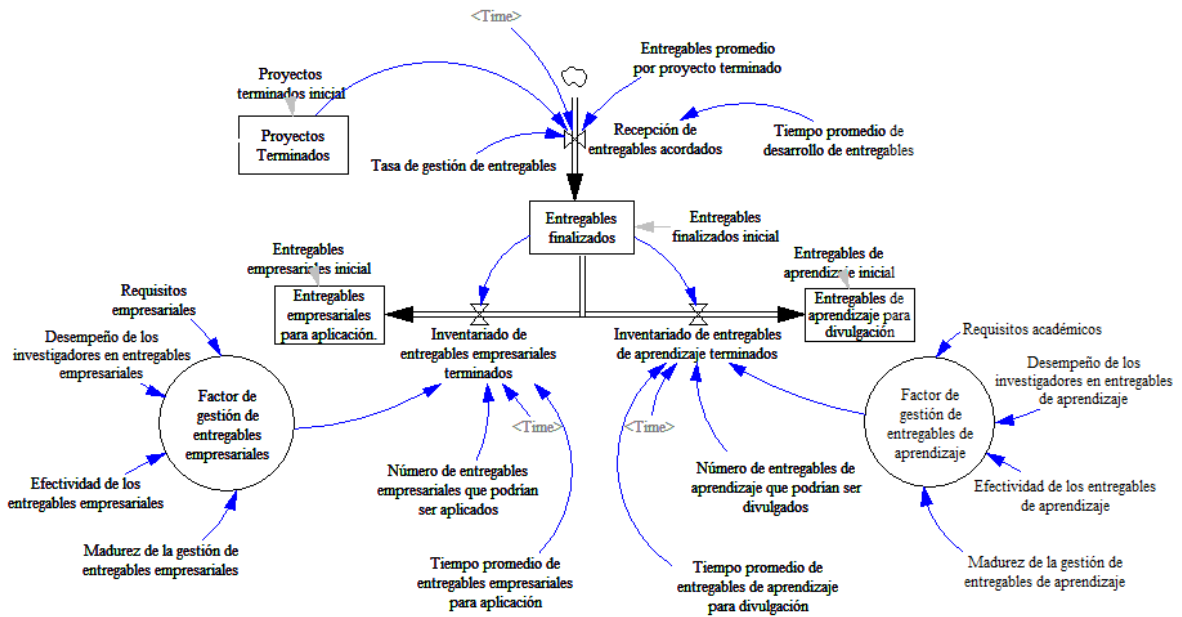 <Time>
Entregables promedio
por proyecto terminado
Proyectos
terminados inicial
Proyectos
Terminados
Recepción de
entregables acordados
Tiempo promedio de
desarrollo de entregables
Tasa de gestión de entregables
Entregables
finalizados
Entregables
finalizados inicial
Entregables
empresariales inicial
Entregables de
aprendizaje inicial
Entregables
empresariales
para aplicación.
Entregables de
aprendizaje para
divulgación
Requisitos
empresariales
Inventariado de
entregables empresariales
terminados
Inventariado de entregables
de aprendizaje terminados
Requisitos académicos
Desempeño de los
investigadores en entregables
empresariales
Desempeño de los
investigadores en entregables
de aprendizaje
Factor de
gestión de
entregables
empresariales
Factor de
gestión de
entregables de
aprendizaje
<Time>
<Time>
Número de entregables
empresariales que podrían
ser aplicados
Número de entregables de
aprendizaje que podrían ser
divulgados
Efectividad de los
entregables empresariales
Efectividad de los entregables
de aprendizaje
Madurez de la gestión de
entregables empresariales
Tiempo promedio de
entregables empresariales
para aplicación
Tiempo promedio de
entregables de aprendizaje
para divulgación
Madurez de la gestión de
entregables de aprendizaje